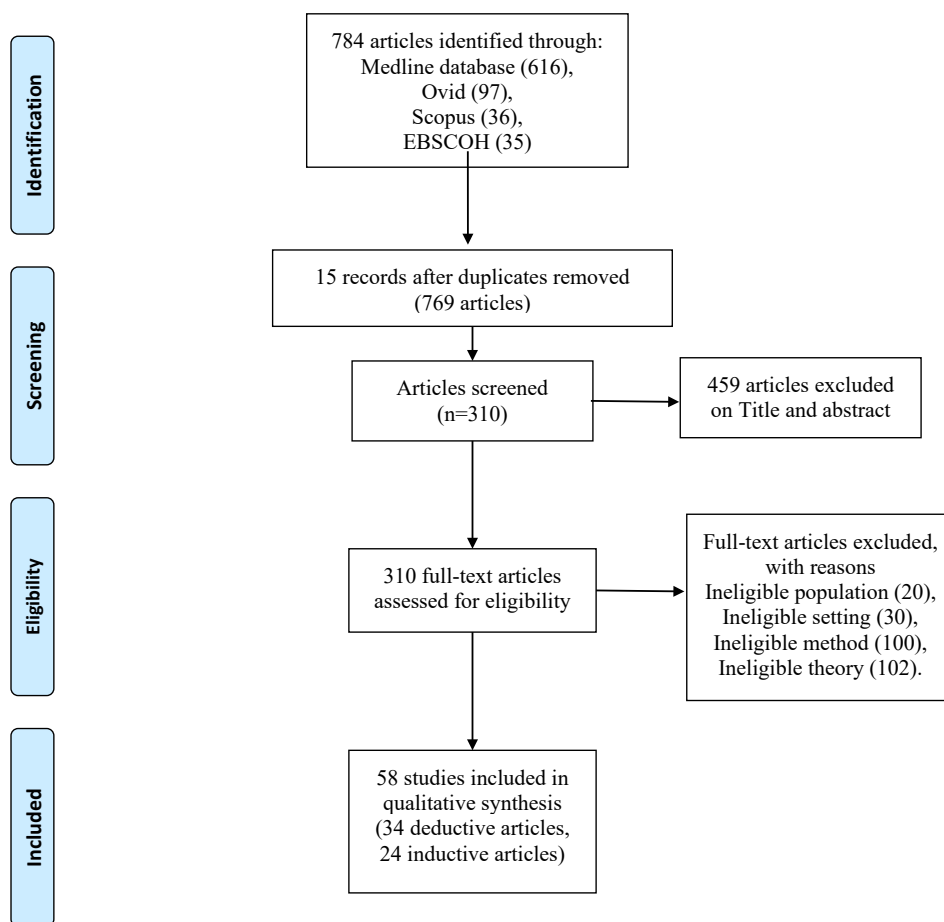 Identification
784 articles identified through:
Medline database (616),
Ovid (97),
Scopus (36),
EBSCOH (35)
Screening
15 records after duplicates removed
(769 articles)
Articles screened
(n=310)
459 articles excluded
on Title and abstract
Eligibility
310 full-text articles
assessed for eligibility
Full-text articles excluded,
with reasons
Ineligible population (20),
Ineligible setting (30),
Ineligible method (100),
Ineligible theory (102).
Included
58 studies included in
qualitative synthesis
(34 deductive articles,
24 inductive articles)